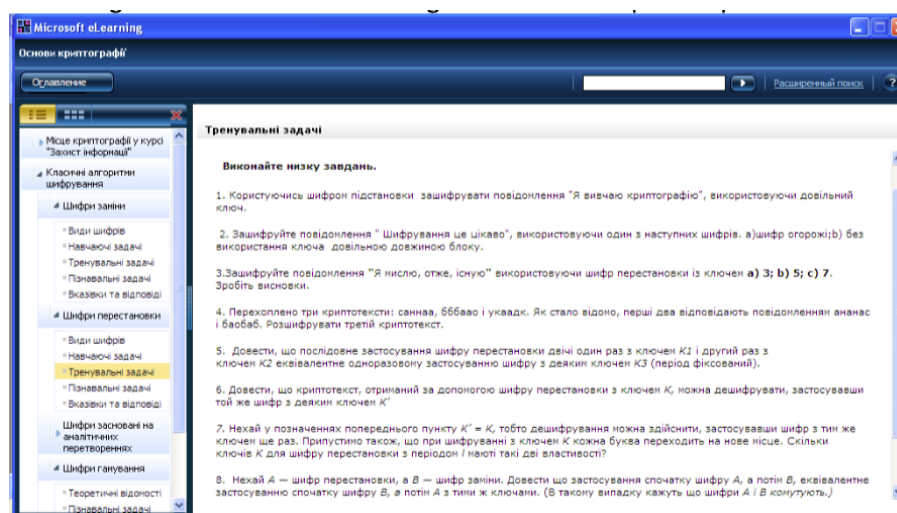 Microsoft eLearning
Основи криптографії
Оглавление
Расширенный поиск
?
Місце криптографії у курсі
"Захист інформації"
Класичні алгоритми
шифрування
Шифри заміни
Види шифрів
Навчаючі задачі
Тренувальні задачі
Пізнавальні задачі
Вказівки та відповіді
Шифри перестановки
Види шифрів
Навчаючі задачі
Тренувальні задачі
Пізнавальні задачі
Вказівки та відповіді
Шифри засновані на
аналітичних
перетвореннях
Шифри гамування
Теоретичні відомості
Пізнавальні задачі
Тренувальні задачі
Виконайте низку завдань.
1. Користуючись шифром підстановки зашифрувати повідомлення "Я вивчаю криптографію", використовуючи довільний
ключ.
2. Зашифруйте повідомлення " Шифрування це цікаво", використовуючи один з наступних шифрів. а)шифр огорожі;b) без
використання ключа довільною довжиною блоку.
3.Зашифруйте повідомлення "Я мислю, отже, існую" використовуючи шифр перестановки із ключем a) 3; b) 5; c) 7.
Зробіть висновки.
4. Перехоплено три криптотексти: саннаа, бббаао і укаадк. Як стало відомо, перші два відповідають повідомленням ананас
і баобаб. Розшифрувати третій криптотекст.
5. Довести, що послідовне застосування шифру перестановки двічі один раз з ключем K1 і другий раз з
ключем K2 еквівалентне одноразовому застосуванню шифру з деяким ключем K3 (період фіксований).
6. Довести, що криптотекст, отриманий за допомогою шифру перестановки з ключем K, можна дешифрувати, застосувавши
той же шифр з деяким ключем K´
7. Нехай у позначеннях попереднього пункту K´ = K, тобто дешифрування можна здійснити, застосувавши шифр з тим же
ключем ще раз. Припустимо також, що при шифруванні з ключем K кожна буква переходить на нове місце. Скільки
ключів K для шифру перестановки з періодом l мають такі дві властивості?
8. Нехай A — шифр перестановки, а B — шифр заміни. Довести що застосування спочатку шифру A, а потім B, еквівалентне
застосуванню спочатку шифру B, а потім A з тими ж ключами. (В такому випадку кажуть що шифри A і B комутують.)